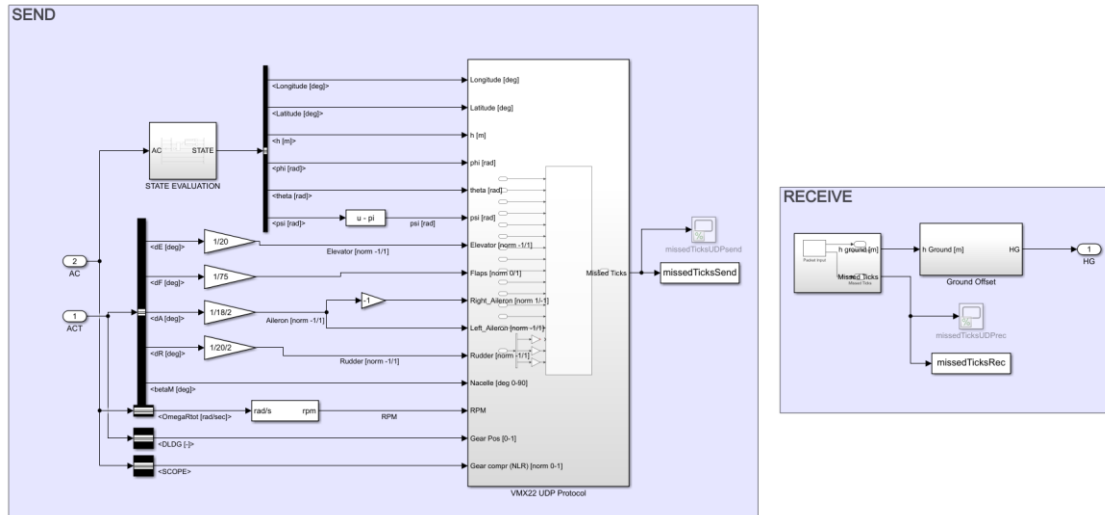 SEND
AC
STATE
STATE EVALUATION
<Longitude [deg]>
<Latitude [deg]>
<h [m]>
<phi [rad]>
<theta [rad]>
<psi [rad]>
u - pi
psi [rad]
2
AC
1
ACT
<dE [deg]>
1/20
Elevator [norm -1/1]
<dF [deg]>
1/75
<dA [deg]>
1/18/2
Aileron [norm -1/1]
-1
<dR [deg]>
1/20/2
Rudder [norm -1/1]
<betaM [deg]>
<OmegaRtot [rad/sec]>
rad/s
rpm
RPM
<DLDG [-]>
<SCOPE>
Longitude [deg]
Latitude [deg]
h [m]
phi [rad]
theta [rad]
psi [rad]
Elevator [norm -1/1]
Flaps [norm 0/1]
Right_Aileron [norm 1/-1]
Left_Aileron [norm -1/1]
Rudder [norm -1/1]
Nacelle [deg 0-90]
RPM
Gear Pos [0-1]
Gear compr (NLR) [norm 0-1]
Missed Ticks
VMX22 UDP Protocol
missedTicksUDPsend
missedTicksSend
RECEIVE
Packet Input
h ground [m]
Missed Ticks
Missed Ticks
h Ground [m]
HG
Ground Offset
1
HG
missedTicksUDPrec
missedTicksRec